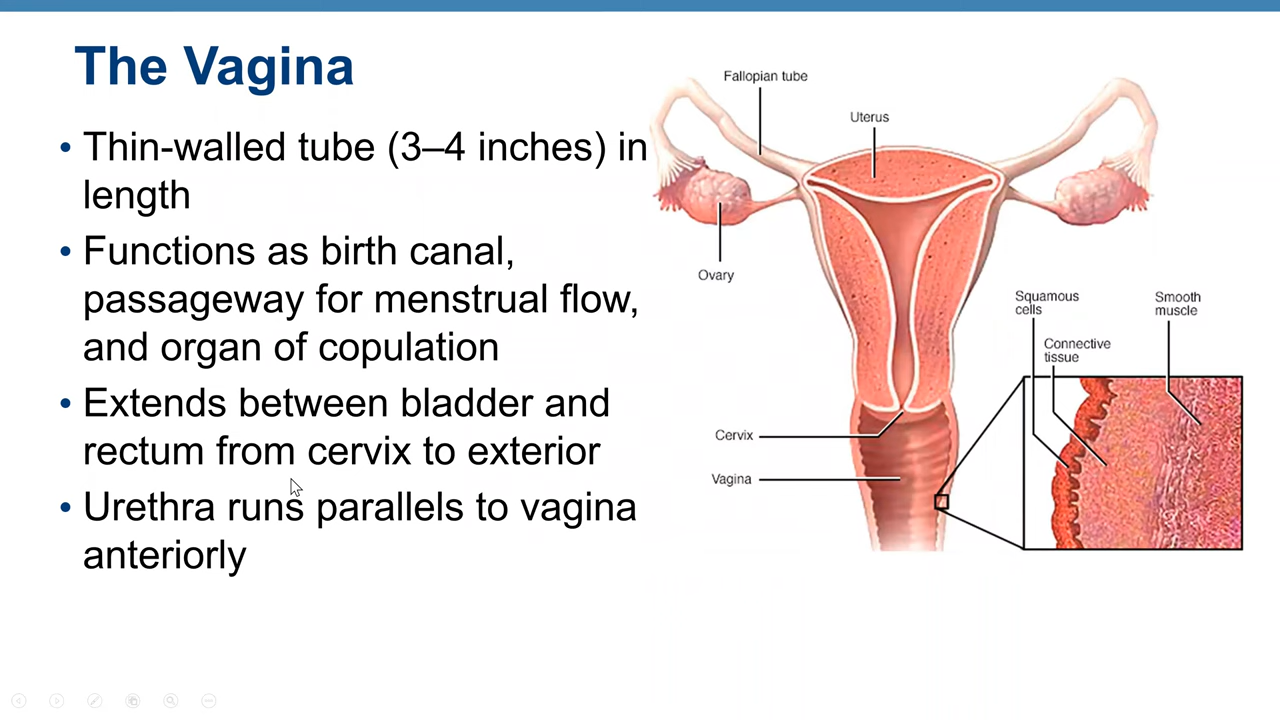 The Vagina
• Thin-walled tube (3–4 inches) in
length
• Functions as birth canal,
passageway for menstrual flow,
and organ of copulation
• Extends between bladder and
rectum from cervix to exterior
• Urethra runs parallels to vagina
anteriorly
Fallopian tube
Uterus
Ovary
Squamous
cells
Smooth
muscle
Connective
tissue
Cervix
Vagina